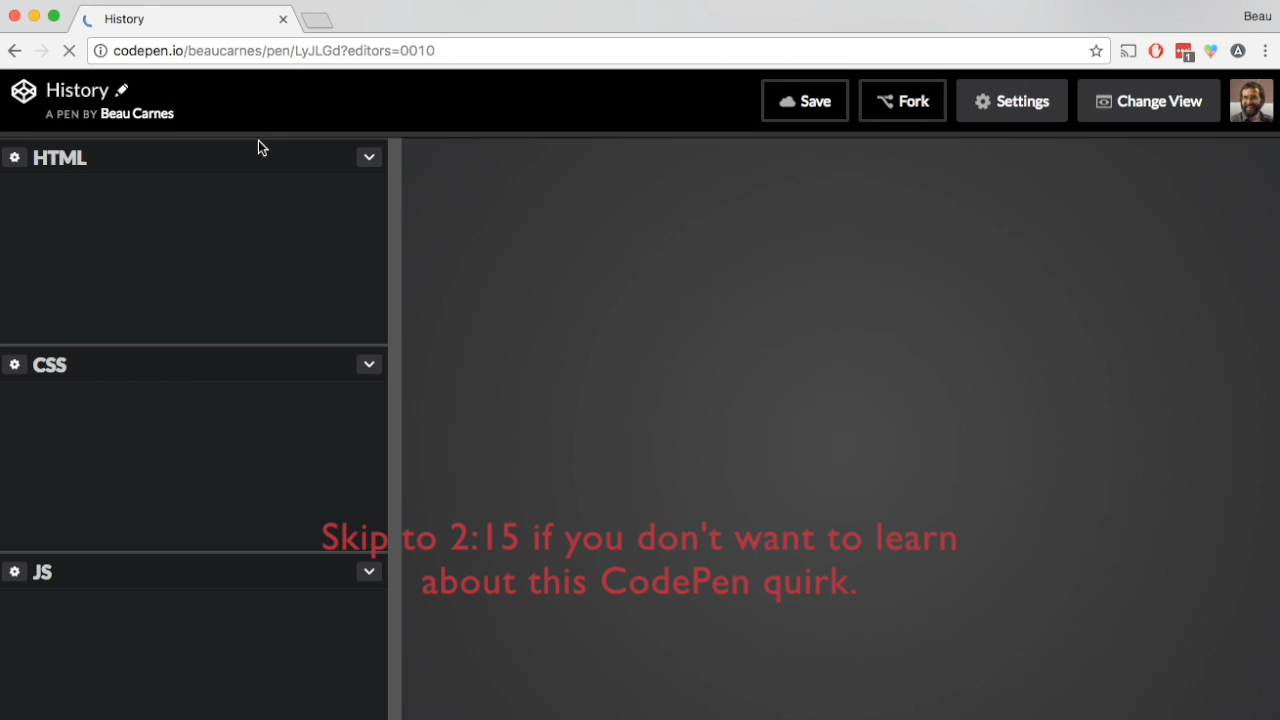 History
Beau
codepen.io/beaucarnes/pen/LyJLGd?editors=0010
1
A
History
A PEN BY Beau Carnes
Save
Fork
Settings
Change View
HTML
CSS
Skip to 2:15 if you don't want to learn
about this CodePen quirk.
JS